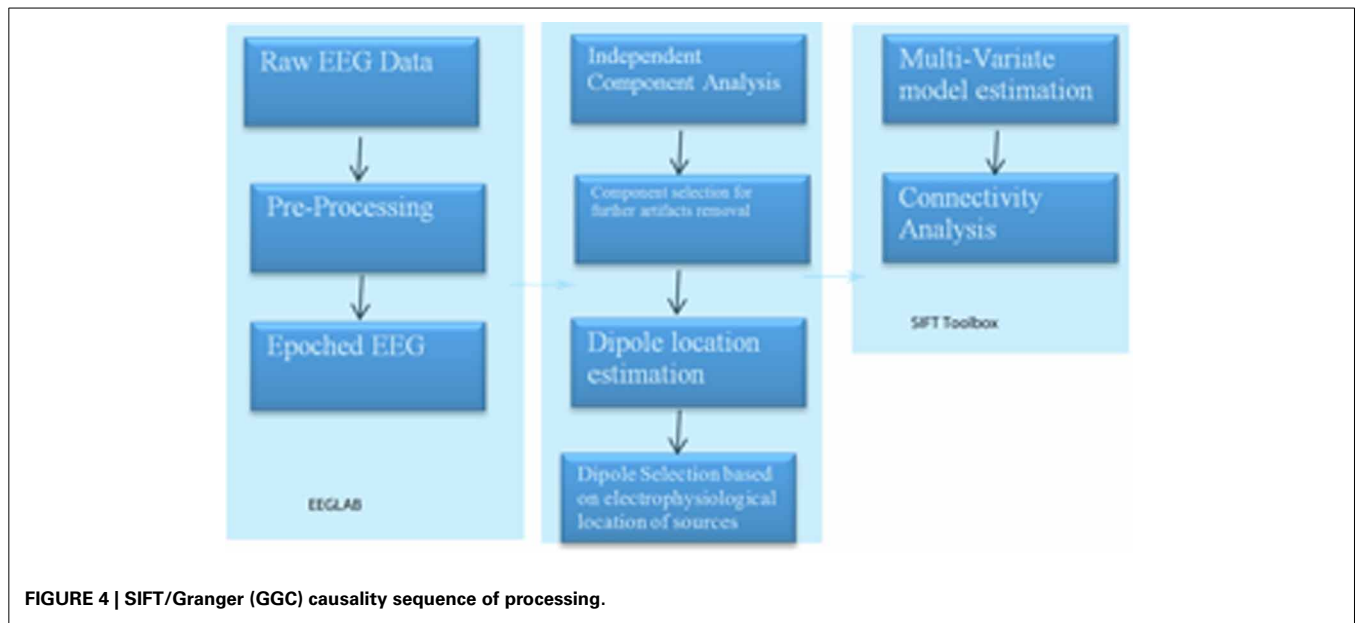 Raw EEG Data
Pre-Processing
Epoched EEG
EEGLAB
Independent
Component Analysis
Component selection for
further artifacts removal
Dipole location
estimation
Dipole Selection based
on electrophysiological
location of sources
Multi-Variate
model estimation
Connectivity
Analysis
SIFT Toolbox
FIGURE 4 | SIFT/Granger (GGC) causality sequence of processing.